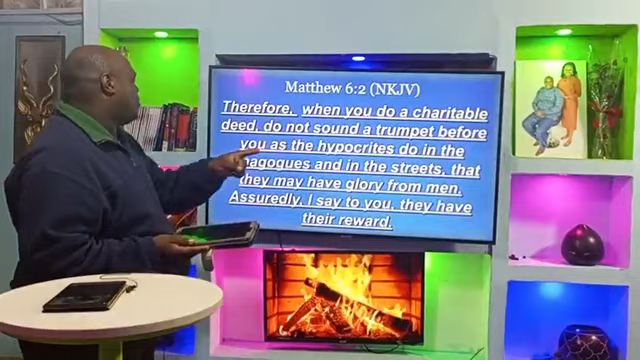 Matthew 6:2 (NKJV)
Therefore, when you do a charitable
deed, do not sound a trumpet before
you as the hypocrites do in the
nagogues and in the streets, that
they may have glory from men.
Assuredly, I say to you, they have
their reward.